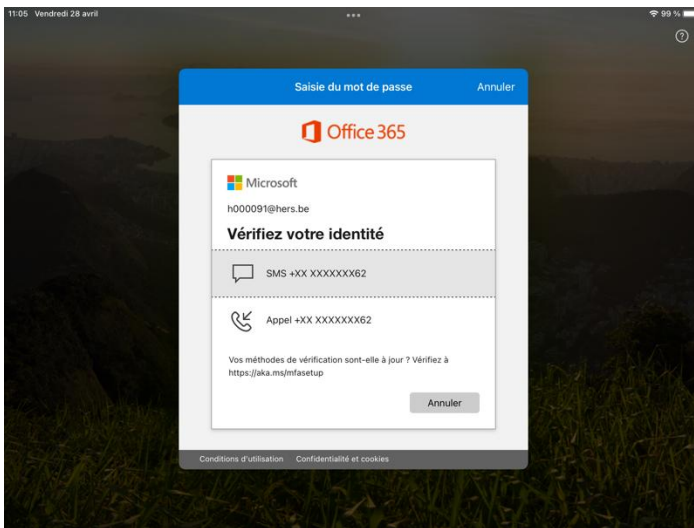 11:05 Vendredi 28 avril
99 %
?
Saisie du mot de passe Annuler
Office 365
Microsoft
h000091@hers.be
Vérifiez votre identité
SMS +XX XXXXXXX62
Appel +XX XXXXXXX62
Vos méthodes de vérification sont-elle à jour ? Vérifiez à
https://aka.ms/mfasetup
Annuler
Conditions d'utilisation Confidentialité et cookies